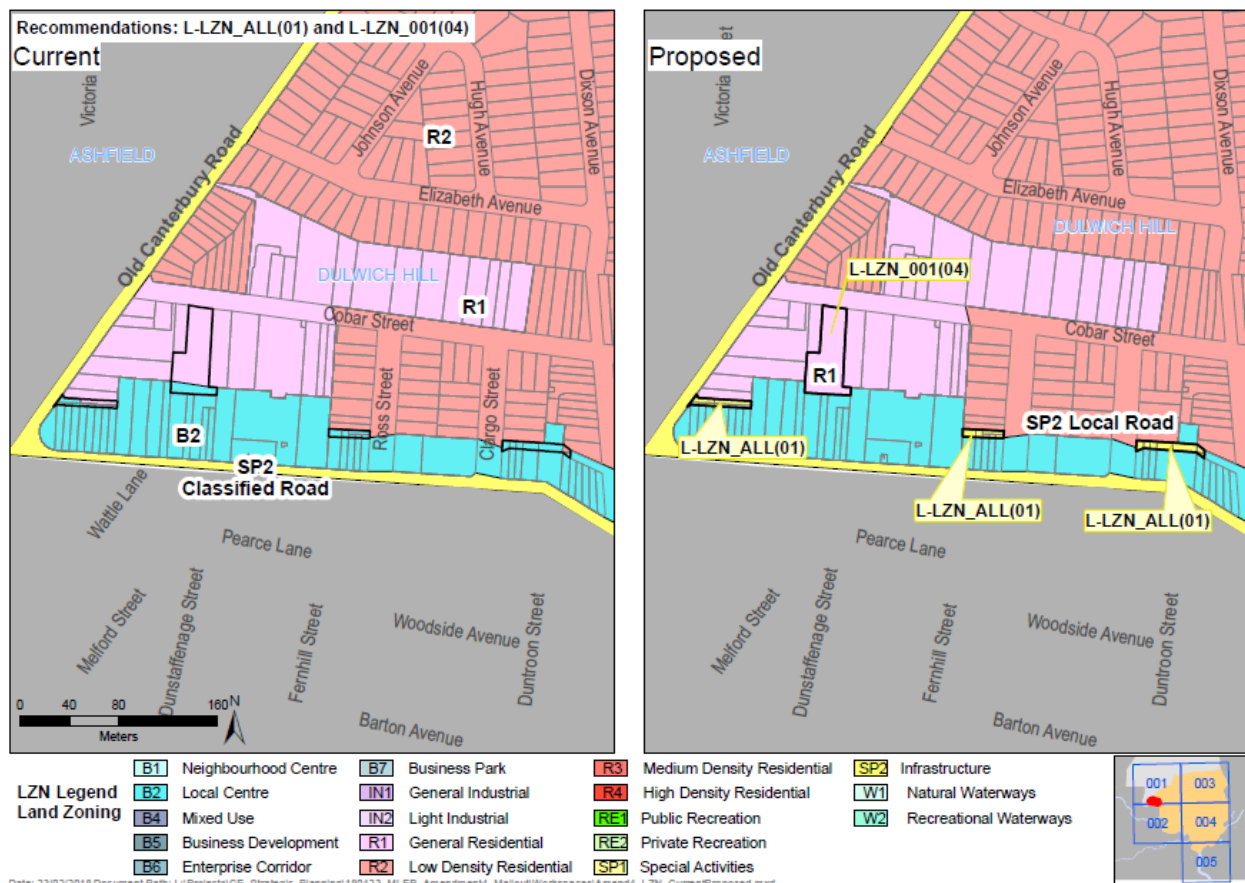 Recommendations: L-LZN_ALL(01) and L-LZN_001(04)
Current
Victoria
ASHFIELD
Old Canterbury Road
Johnson Avenue
Hugh Avenue
Dixson Avenue
R2
Elizabeth Avenue
DULWICH HILL
R1
Cobar Street
Ross Street
Clargo Street
B2
SP2
Classified Road
Wattle Lane
Pearce Lane
Melford Street
Dunstaffenage Street
Fernhill Street
Woodside Avenue
Duntroon Street
Barton Avenue
0 40 80 160
Meters
N
Proposed
Victoria
et
ASHFIELD
Old Canterbury Road
Johnson Avenue
Hugh Avenue
Dixson Avenue
Elizabeth Avenue
DULWICH HILL
L-LZN_001(04)
Cobar Street
R1
SP2 Local Road
L-LZN_ALL(01)
L-LZN_ALL(01)
L-LZN_ALL(01)
Pearce Lane
Melford Street
Dunstaffenage Street
Fernhill Street
Woodside Avenue
Duntroon Street
Barton Avenue
LZN Legend
Land Zoning
B1 Neighbourhood Centre
B2 Local Centre
B4 Mixed Use
B5 Business Development
B6 Enterprise Corridor
B7 Business Park
IN1 General Industrial
IN2 Light Industrial
R1 General Residential
R2 Low Density Residential
R3 Medium Density Residential
R4 High Density Residential
RE1 Public Recreation
RE2 Private Recreation
SP1 Special Activities
SP2 Infrastructure
W1 Natural Waterways
W2 Recreational Waterways
001 003
002 004
005